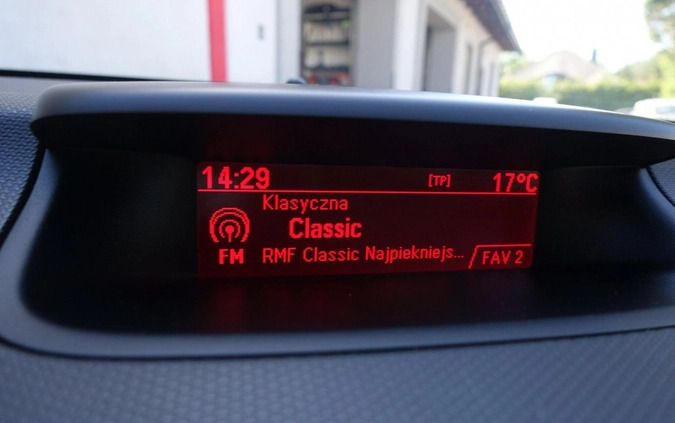 14:29 [TP] 17°C
Klasyczna
Classic
FM RMF Classic Najpiekniejs... FAV 2